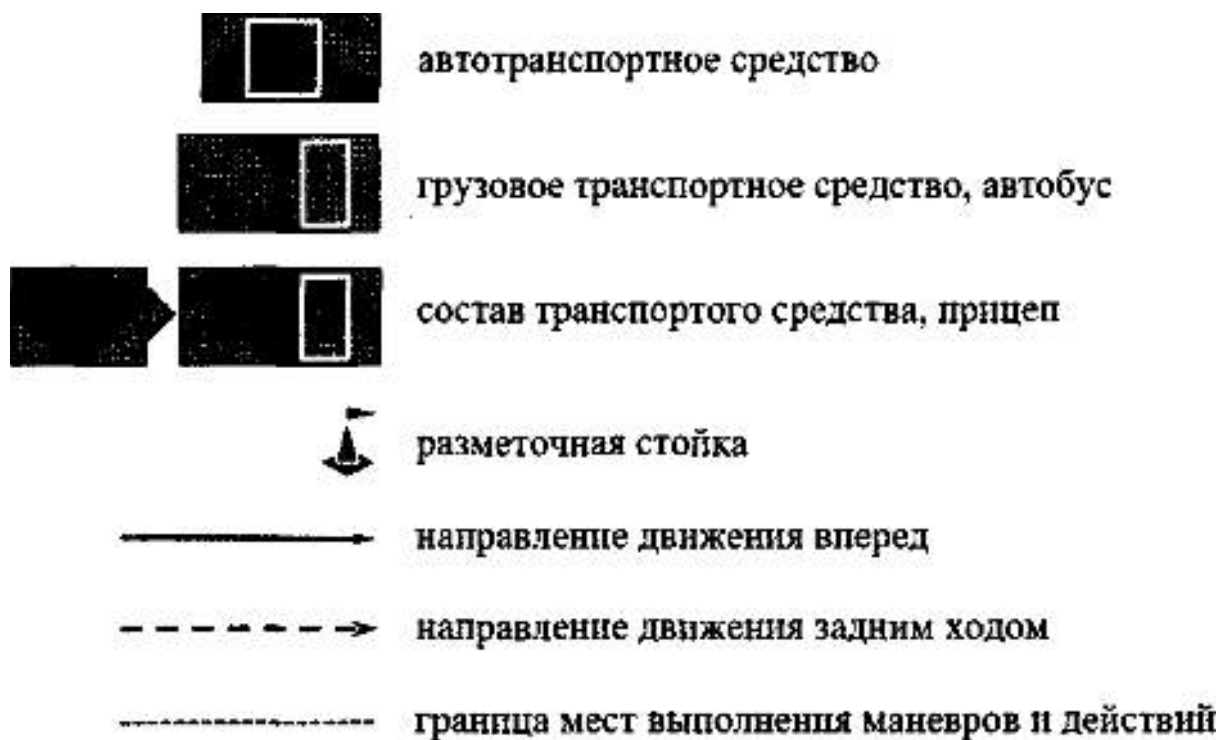 автотранспортное средство
грузовое транспортное средство, автобус
состав транспортого средства, прицеп
разметочная стойка
направление движения вперед
направление движения задним ходом
граница мест выполнения маневров и действий